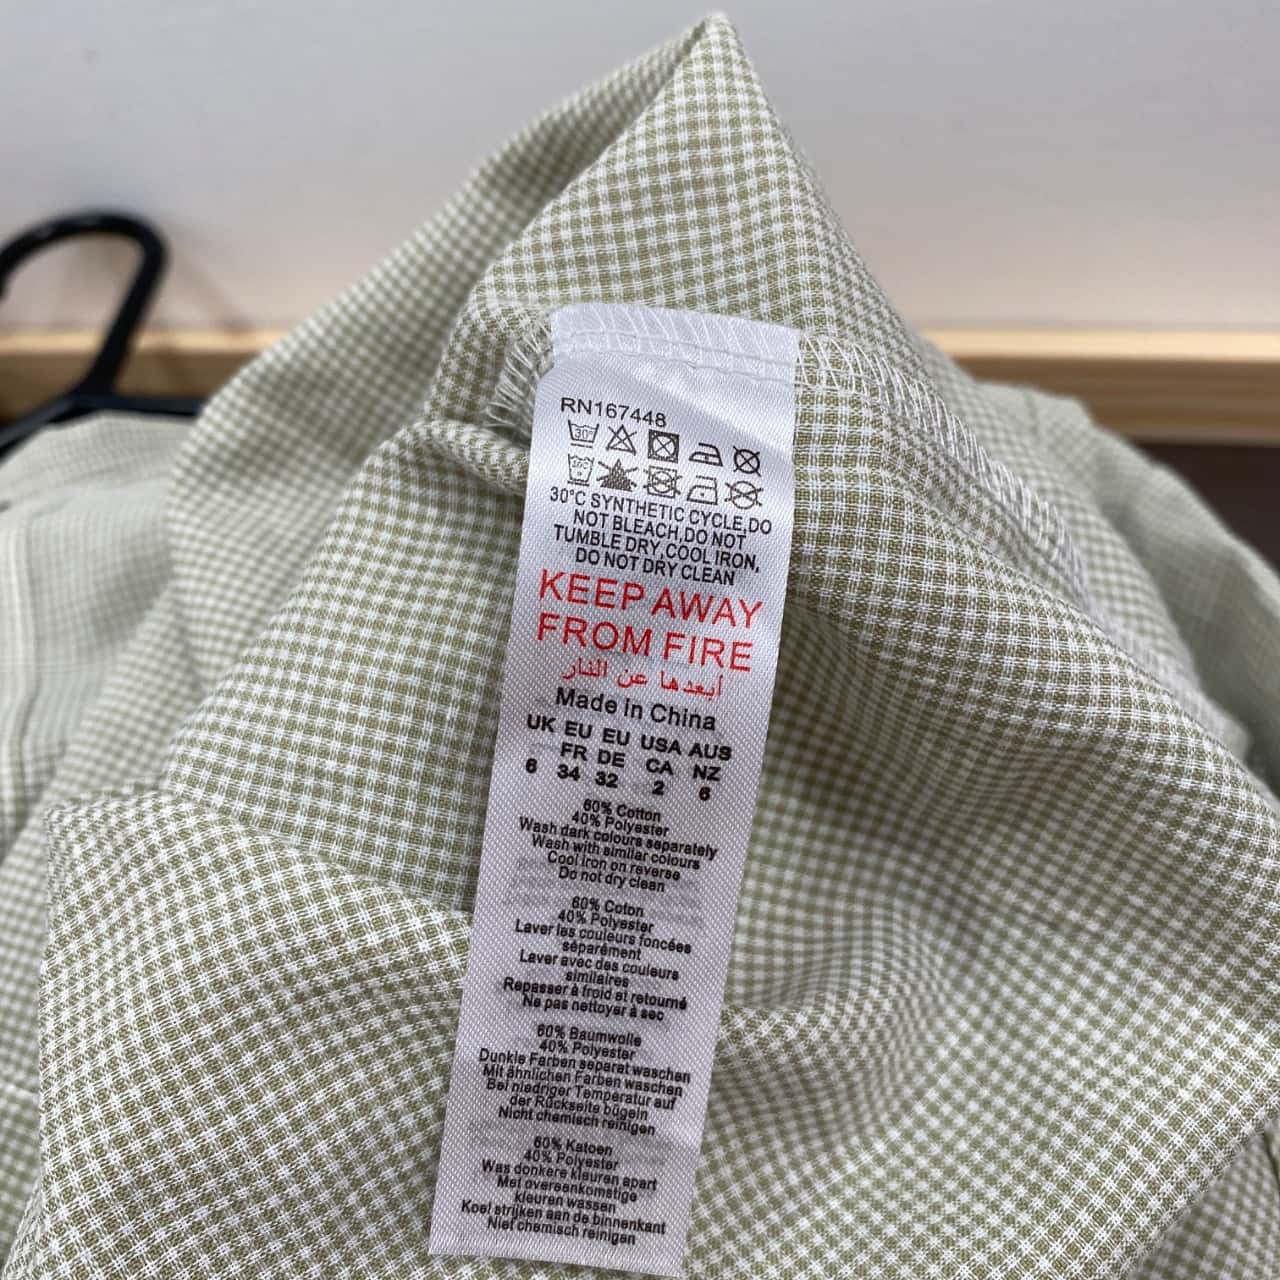 RN167448
30°C SYNTHETIC CYCLE,DO
NOT BLEACH,DO NOT
TUMBLE DRY,COOL IRON,
DO NOT DRY CLEAN
KEEP AWAY
FROM FIRE
أبعدها عن النار
Made in China
UK EU EU USA AUS
FR DE CA NZ
6 34 32 2 6
60% Cotton
40% Polyester
Wash dark colours separately
Wash with similar colours
Cool iron on reverse
Do not dry clean
60% Coton
40% Polyester
Laver les couleurs foncées
séparément
Laver avec des couleurs
similaires
Repasser à froid et retourné
Ne pas nettoyer à sec
60% Baumwolle
40% Polyester
Dunkle Farben separat waschen
Mit ähnlichen Farben waschen
Bei niedriger Temperatur auf
der Rückseite bügeln
Nicht chemisch reinigen
60% Katoen
40% Polyester
Was donkere kleuren apart
Met overeenkomstige
kleuren wassen
Koel strijken aan de binnenkant
Niet chemisch reinigen